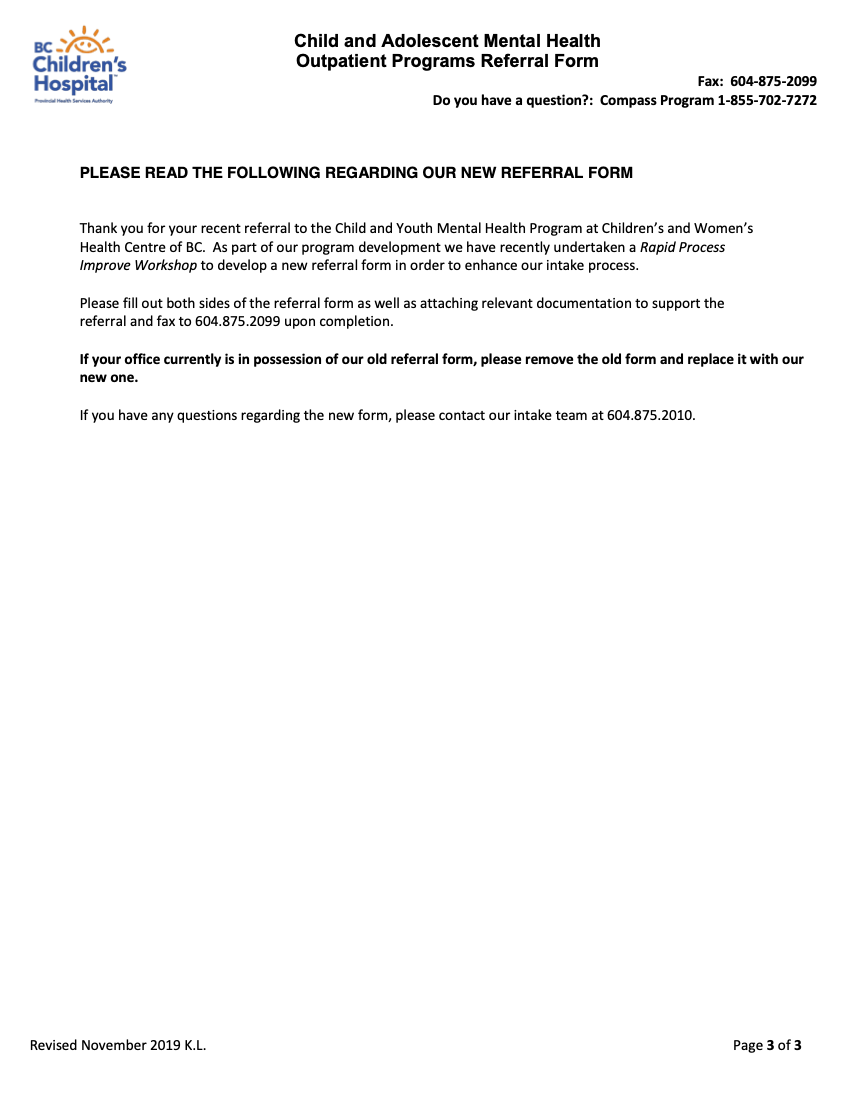 BC
Children's
Hospital™
Provincial Health Services Authority
Child and Adolescent Mental Health
Outpatient Programs Referral Form
Fax:  604-875-2099
Do you have a question?:  Compass Program 1-855-702-7272
PLEASE READ THE FOLLOWING REGARDING OUR NEW REFERRAL FORM
Thank you for your recent referral to the Child and Youth Mental Health Program at Children’s and Women’s
Health Centre of BC.  As part of our program development we have recently undertaken a Rapid Process
Improve Workshop to develop a new referral form in order to enhance our intake process.
Please fill out both sides of the referral form as well as attaching relevant documentation to support the
referral and fax to 604.875.2099 upon completion.
If your office currently is in possession of our old referral form, please remove the old form and replace it with our
new one.
If you have any questions regarding the new form, please contact our intake team at 604.875.2010.
Revised November 2019 K.L.
Page 3 of 3